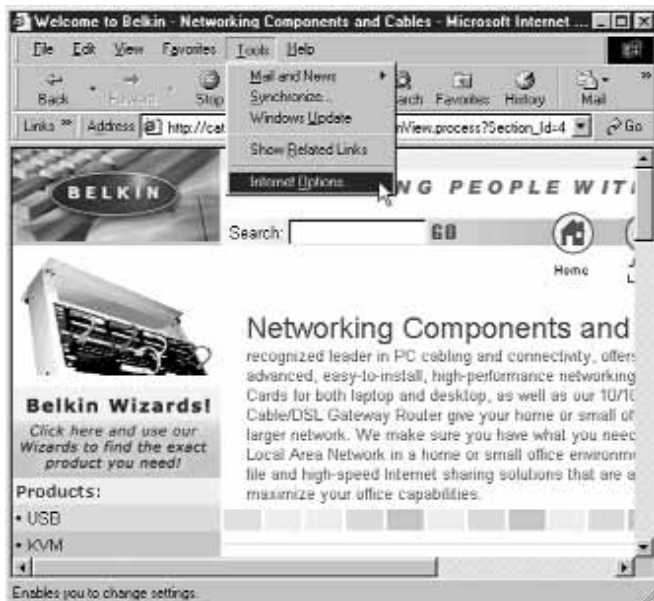 Welcome to Belkin - Networking Components and Cables - Microsoft Internet ...
File Edit View Favorites Tools Help
Back Forward Stop Search Favorites History Mail »
Mail and News
Synchronize...
Windows Update
Show Related Links
Internet Options...
Links » Address http://cat nView.process?Section_Id=4 Go
BELKIN
NG PEOPLE WIT
Search: GO
Home
Networking Components and
recognized leader in PC cabling and connectivity, offers
advanced, easy-to-install, high-performance networking
Cards for both laptop and desktop, as well as our 10/10
Cable/DSL Gateway Router give your home or small of
larger network. We make sure you have what you need
Local Area Network in a home or small office environm
file and high-speed Internet sharing solutions that are a
maximize your office capabilities.
Belkin Wizards!
Click here and use our
Wizards to find the exact
product you need!
Products:
• USB
• KVM
Enables you to change settings.